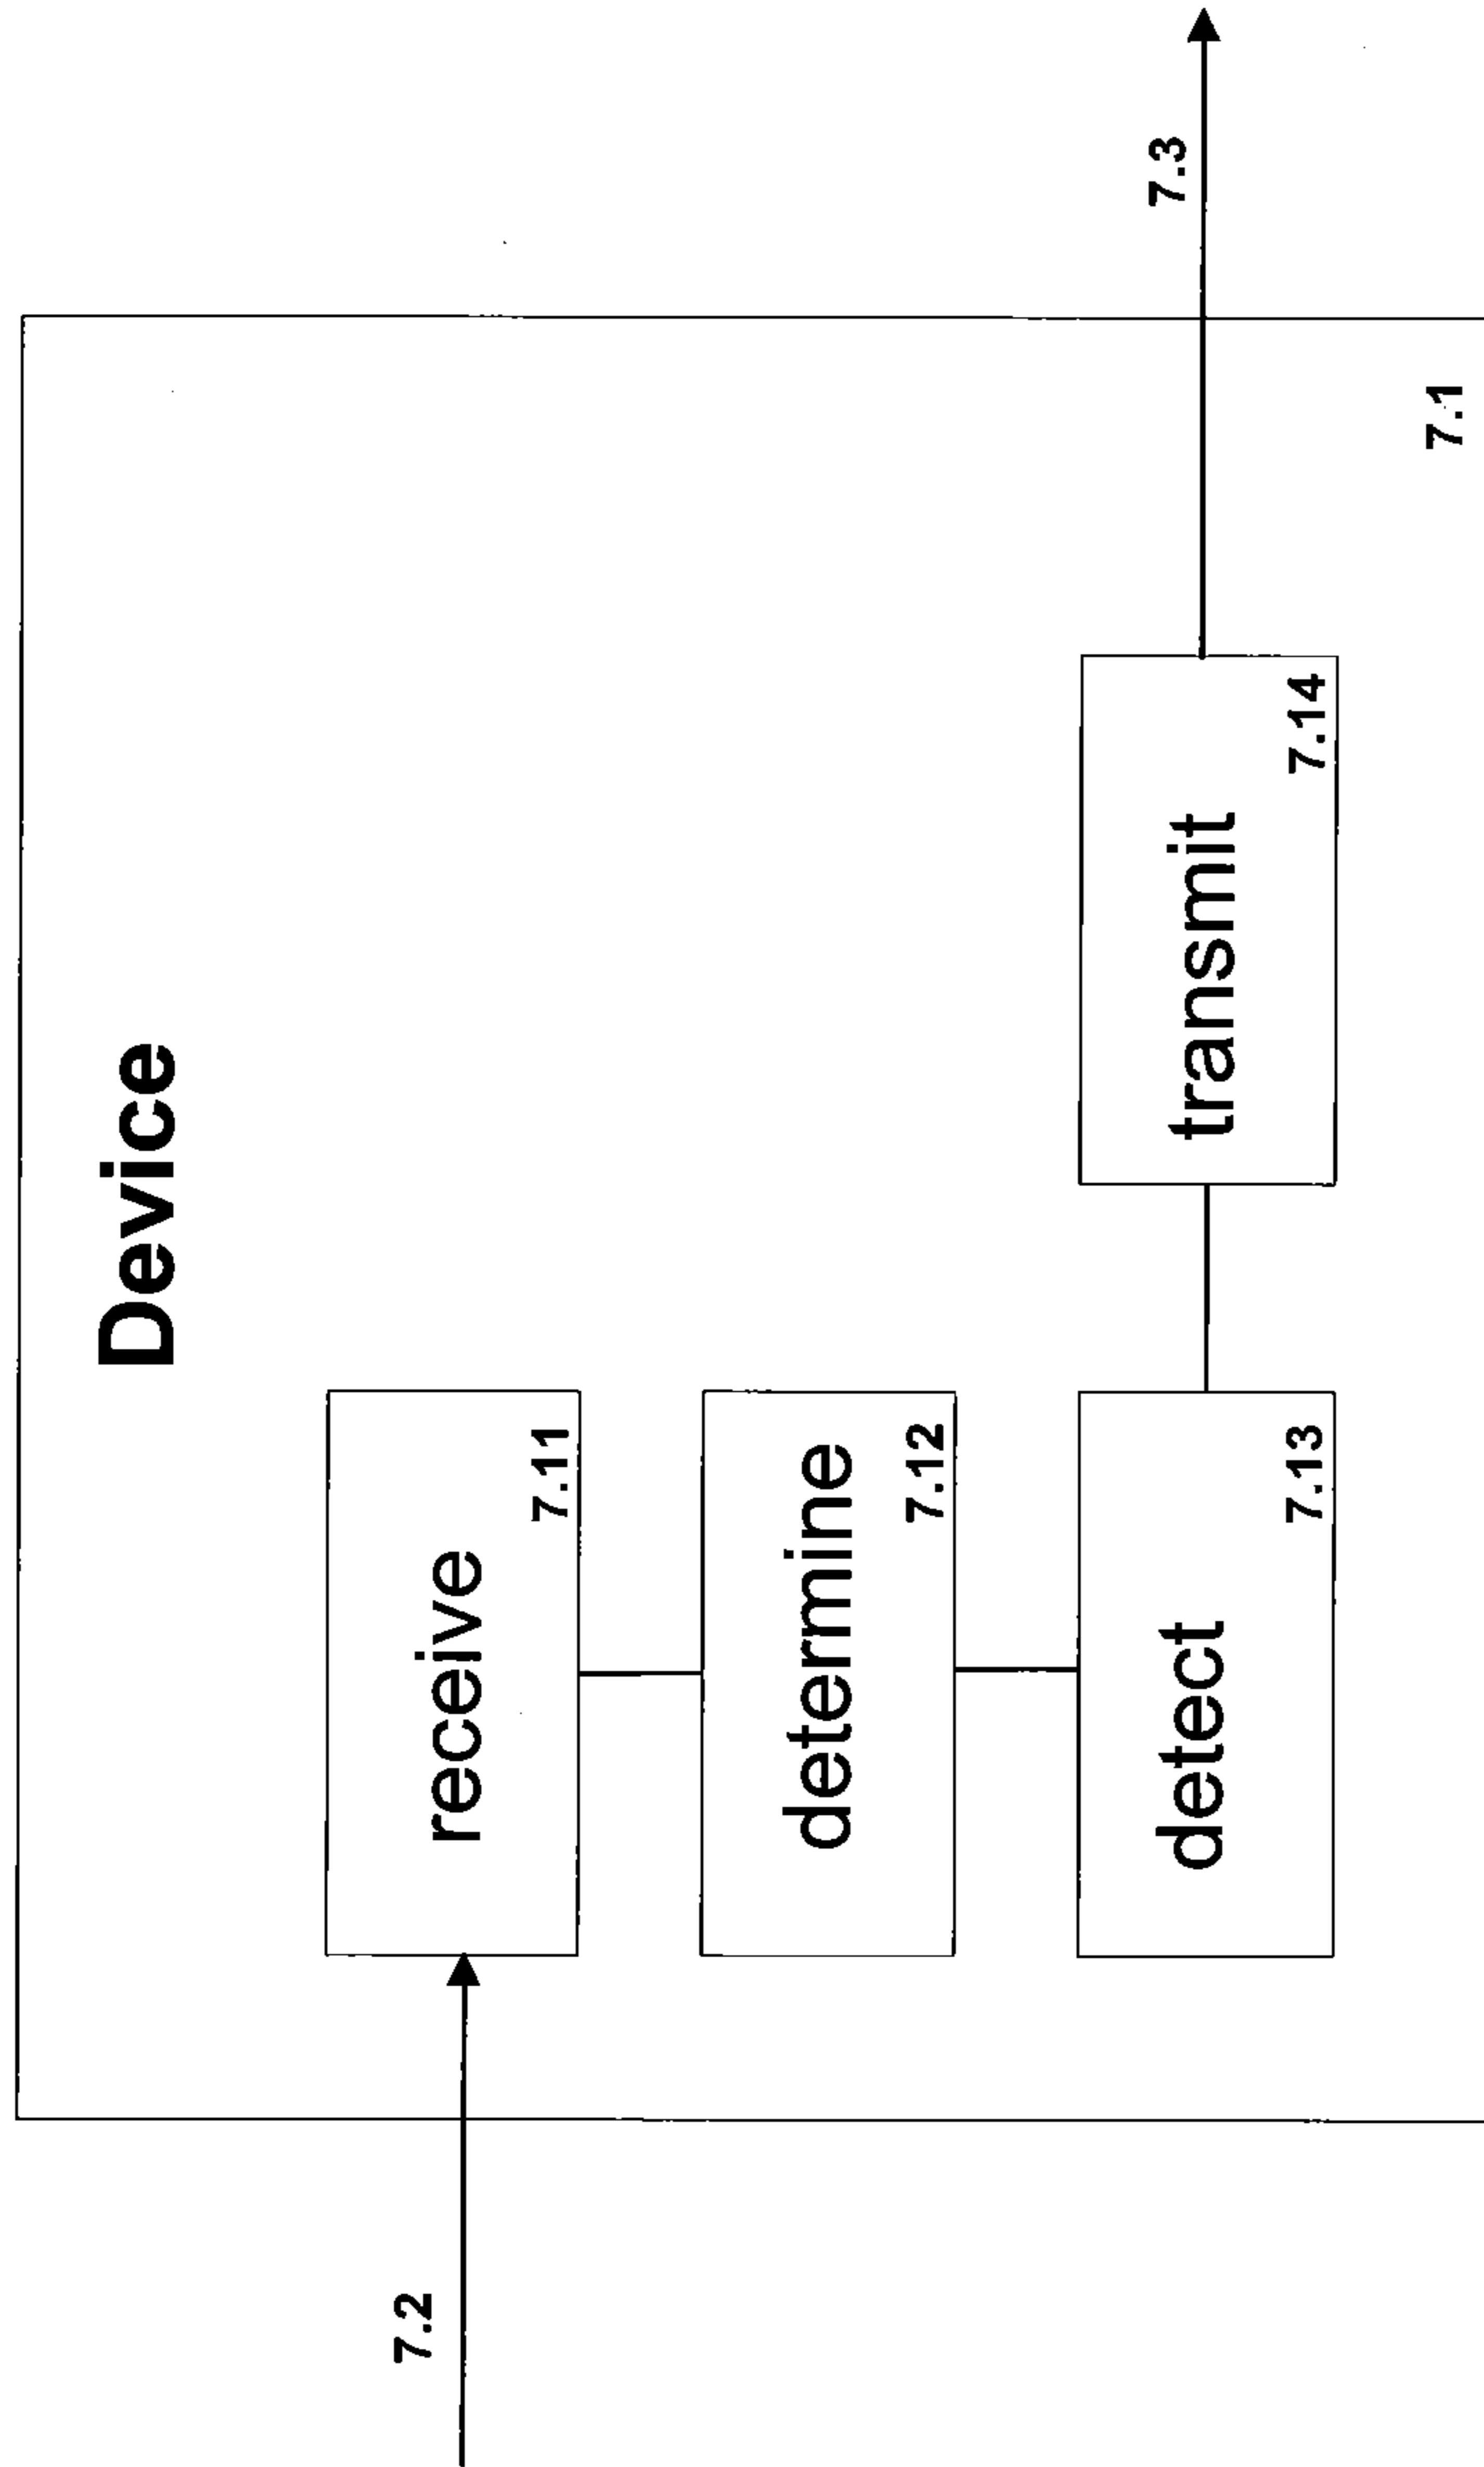 Device
7.2
receive
7.11
determine
7.12
detect
7.13
transmit
7.14
7.3
7.1